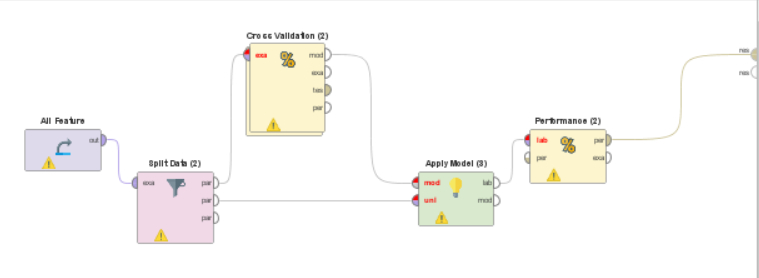 Cross Validation (2)
exa
mod
exa
tes
per
res
res
All Feature
out
Split Data (2)
exa
par
par
par
Apply Model (3)
mod
unl
lab
mod
Performance (2)
lab
per
per
exa